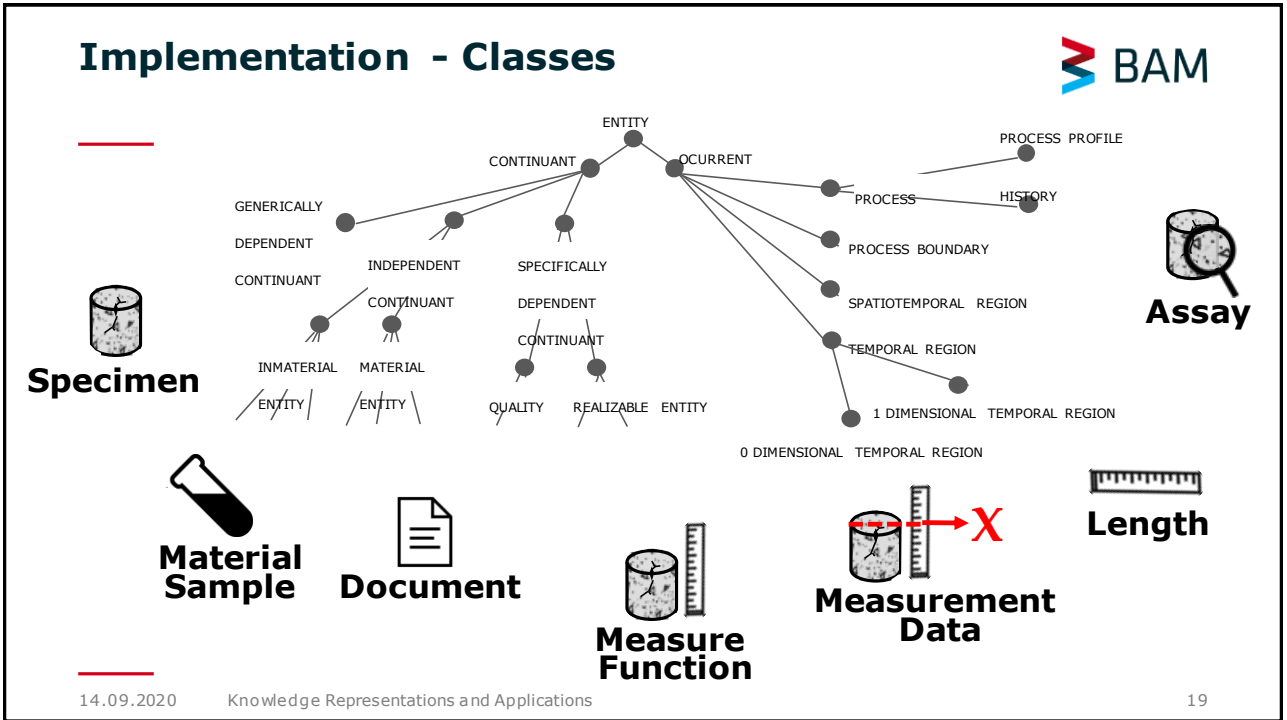 Implementation - Classes
BAM
ENTITY
CONTINUANT
OCURRENT
PROCESS PROFILE
PROCESS
HISTORY
GENERICALLY
DEPENDENT
CONTINUANT
INDEPENDENT
CONTINUANT
SPECIFICALLY
DEPENDENT
CONTINUANT
PROCESS BOUNDARY
SPATIOTEMPORAL REGION
TEMPORAL REGION
INMATERIAL
ENTITY
MATERIAL
ENTITY
QUALITY
REALIZABLE ENTITY
1 DIMENSIONAL TEMPORAL REGION
0 DIMENSIONAL TEMPORAL REGION
Specimen
Assay
Material
Sample
Document
Measure
Function
X
Measurement
Data
Length
14.09.2020
Knowledge Representations and Applications
19